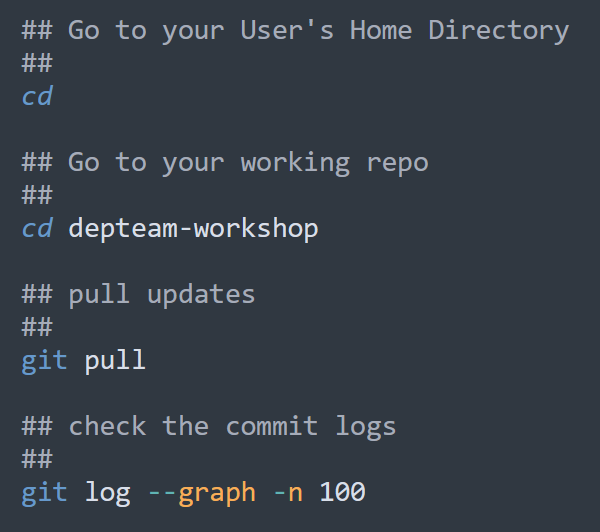 ## Go to your User's Home Directory
##
cd
## Go to your working repo
##
cd depteam-workshop
## pull updates
##
git pull
## check the commit logs
##
git log --graph -n 100